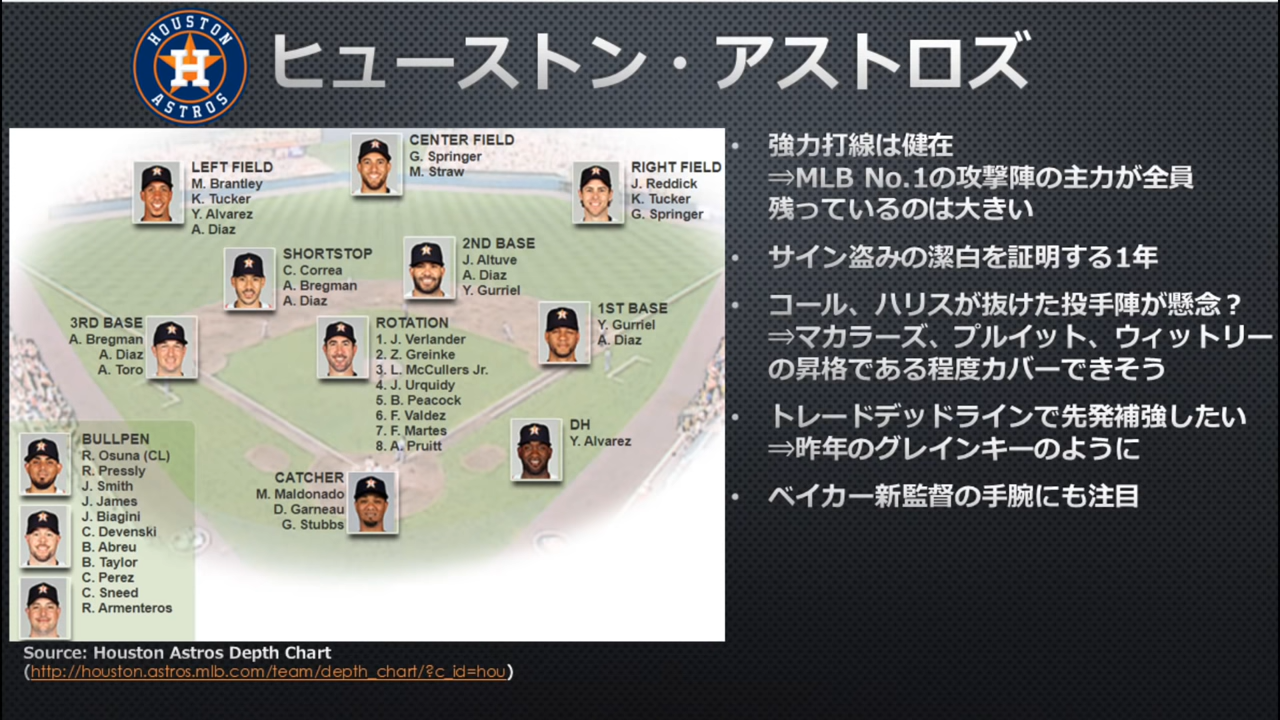 HOUSTON
ASTROS
H
ヒューストン・アストロズ
LEFT FIELD
M. Brantley
K. Tucker
Y. Alvarez
A. Diaz
CENTER FIELD
G. Springer
M. Straw
RIGHT FIELD
J. Reddick
K. Tucker
G. Springer
SHORTSTOP
C. Correa
A. Bregman
A. Diaz
2ND BASE
J. Altuve
A. Diaz
Y. Gurriel
3RD BASE
A. Bregman
A. Diaz
A. Toro
ROTATION
1. J. Verlander
2. Z. Greinke
3. L. McCullers Jr.
4. J. Urquidy
5. B. Peacock
6. F. Valdez
7. F. Martes
8. A. Pruitt
1ST BASE
Y. Gurriel
A. Diaz
DH
Y. Alvarez
BULLPEN
R. Osuna (CL)
R. Pressly
J. Smith
J. James
J. Biagini
C. Devenski
B. Abreu
B. Taylor
C. Perez
C. Sneed
R. Armenteros
CATCHER
M. Maldonado
D. Garneau
G. Stubbs
Source: Houston Astros Depth Chart
(http://houston.astros.mlb.com/team/depth_chart/?c_id=hou)
• 強力打線は健在
⇒MLB No.1の攻撃陣の主力が全員
残っているのは大きい
• サイン盗みの潔白を証明する1年
• コール、ハリスが抜けた投手陣が懸念？
⇒マカラーズ、プルイット、ウィットリー
の昇格である程度カバーできそう
• トレードデッドラインで先発補強したい
⇒昨年のグレインキーのように
• ベイカー新監督の手腕にも注目